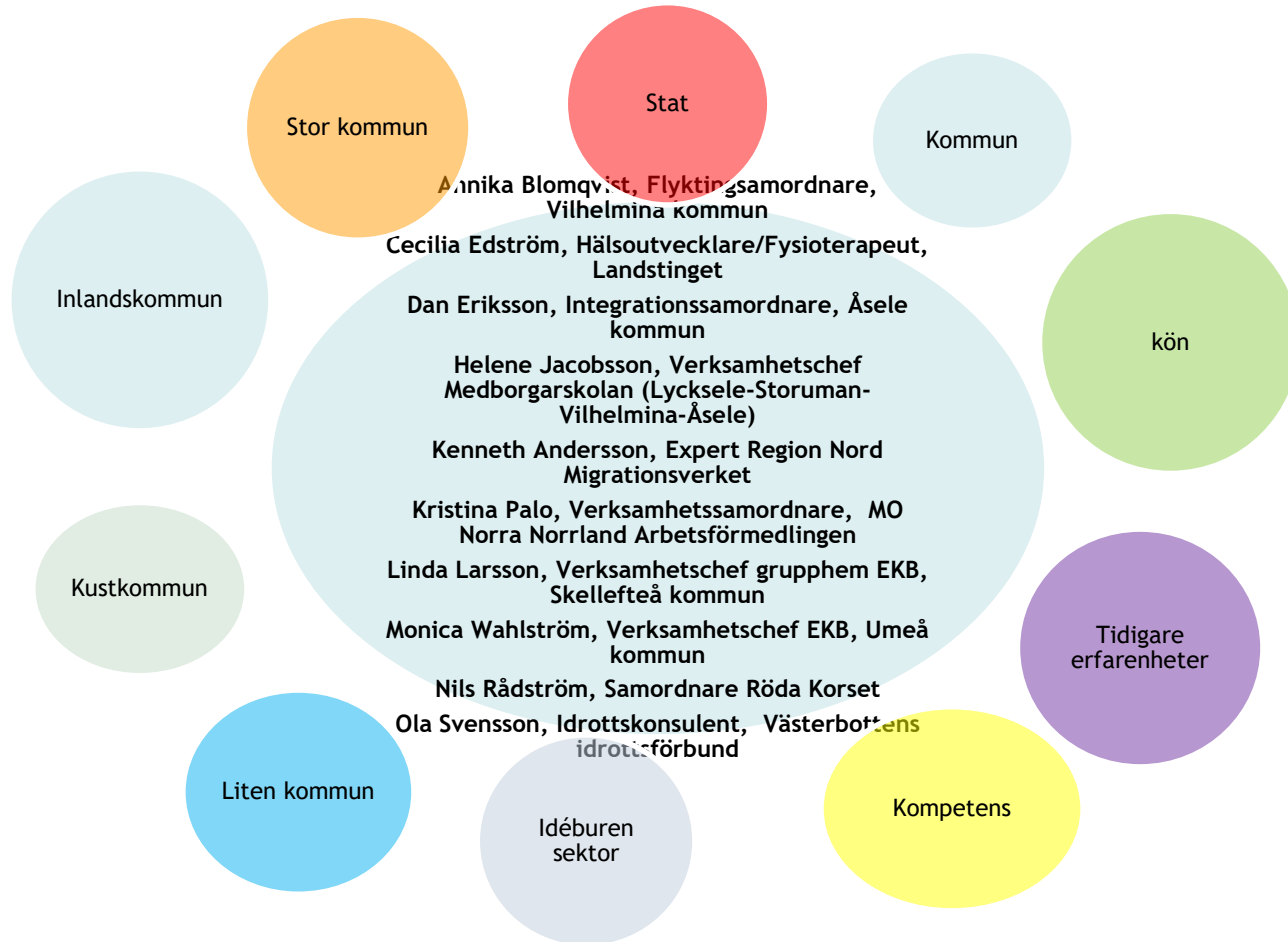 Stat
Stor kommun
Kommun
Annika Blomqvist, Flyktingsamordnare,
Vilhelmina kommun
Cecilia Edström, Hälsoutvecklare/Fysioterapeut,
Landstinget
Inlandskommun
Dan Eriksson, Integrationssamordnare, Åsele
kommun
kön
Helene Jacobsson, Verksamhetschef
Medborgarskolan (Lycksele-Storuman-
Vilhelmina-Åsele)
Kenneth Andersson, Expert Region Nord
Migrationsverket
Kristina Palo, Verksamhetssamordnare, MO
Norra Norrland Arbetsförmedlingen
Kustkommun
Linda Larsson, Verksamhetschef grupphem EKB,
Skellefteå kommun
Tidigare
erfarenheter
Monica Wahlström, Verksamhetschef EKB, Umeå
kommun
Nils Rådström, Samordnare Röda Korset
Ola Svensson, Idrottskonsulent, Västerbottens
idrottsförbund
Liten kommun
Kompetens
Idéburen
sektor